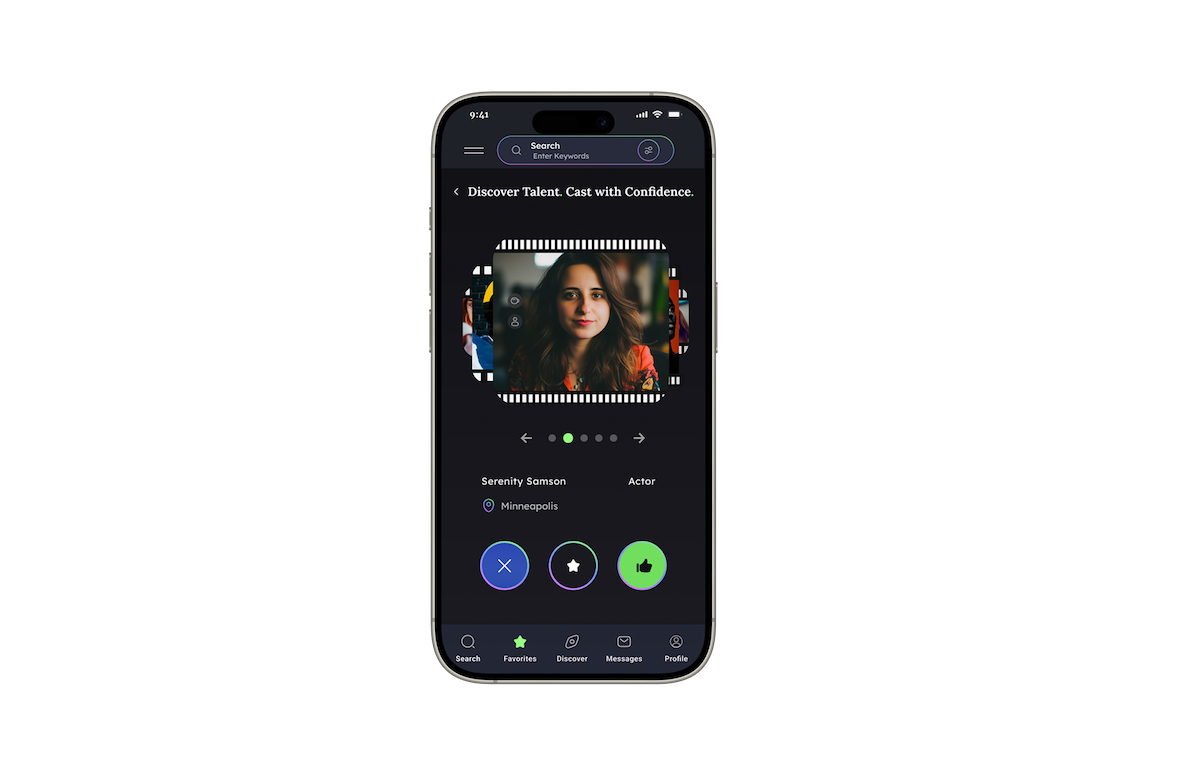 9:41
Search
Enter Keywords
Discover Talent. Cast with Confidence.
Serenity Samson
Actor
Minneapolis
Search
Favorites
Discover
Messages
Profile